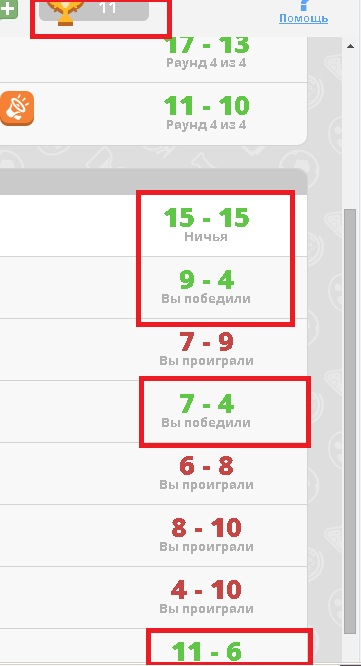 11
Помощь
17 - 13
Раунд 4 из 4
11 - 10
Раунд 4 из 4
15 - 15
Ничья
9 - 4
Вы победили
7 - 9
Вы проиграли
7 - 4
Вы победили
6 - 8
Вы проиграли
8 - 10
Вы проиграли
4 - 10
Вы проиграли
11 - 6